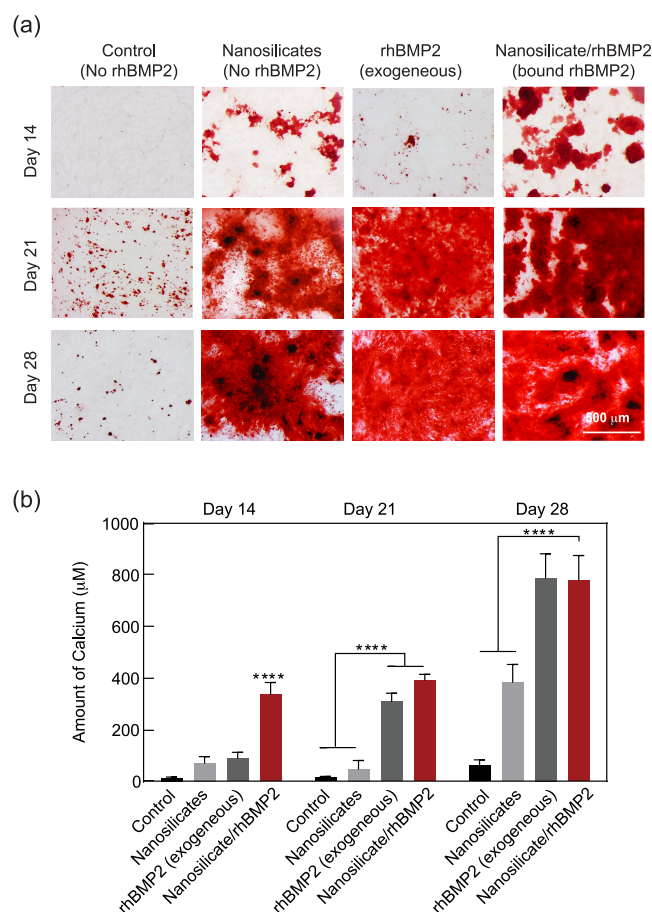 (a)
Control
(No rhBMP2)
Nanosilicates
(No rhBMP2)
rhBMP2
(exogeneous)
Nanosilicate/rhBMP2
(bound rhBMP2)
Day 14
Day 21
Day 28
500 μm
(b)
Day 14
Day 21
Day 28
Amount of Calcium (μM)
1000
800
600
400
200
0
****
****
****
Control
Nanosilicates
rhBMP2 (exogeneous)
Nanosilicate/rhBMP2
Control
Nanosilicates
rhBMP2 (exogeneous)
Nanosilicate/rhBMP2
Control
Nanosilicates
rhBMP2 (exogeneous)
Nanosilicate/rhBMP2